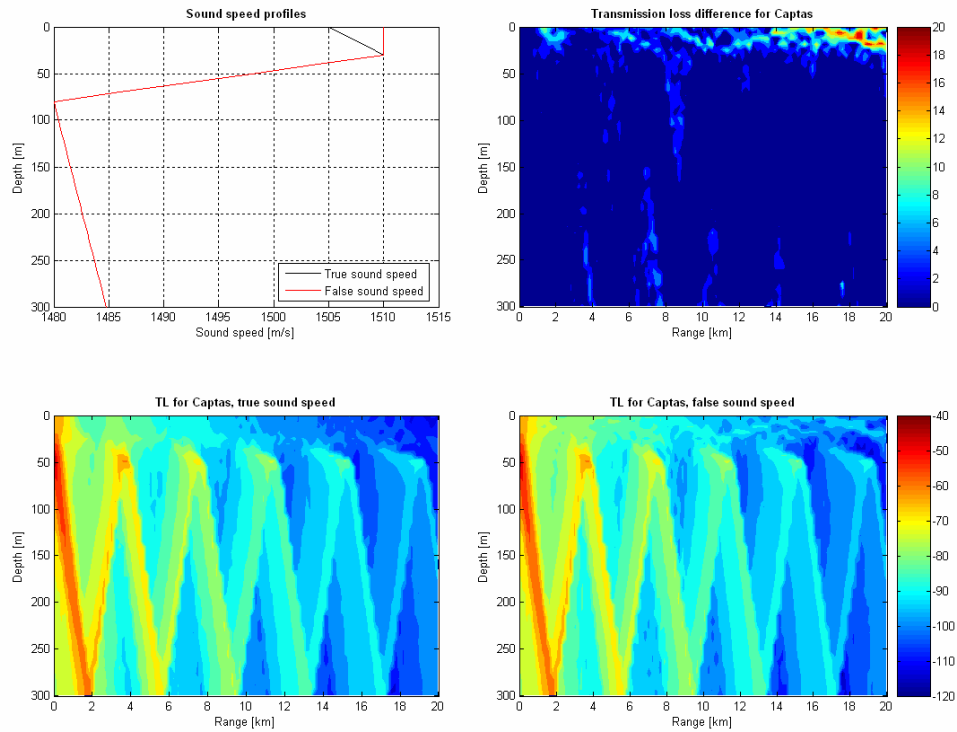 Sound speed profiles
0
50
100
150
200
250
300
Depth [m]
1480 1485 1490 1495 1500 1505 1510 1515
Sound speed [m/s]
True sound speed
False sound speed
Transmission loss difference for Captas
0
50
100
150
200
250
300
Depth [m]
0 2 4 6 8 10 12 14 16 18 20
Range [km]
20
18
16
14
12
10
8
6
4
2
0
TL for Captas, true sound speed
0
50
100
150
200
250
300
Depth [m]
0 2 4 6 8 10 12 14 16 18 20
Range [km]
TL for Captas, false sound speed
0
50
100
150
200
250
300
Depth [m]
0 2 4 6 8 10 12 14 16 18 20
Range [km]
-40
-50
-60
-70
-80
-90
-100
-110
-120